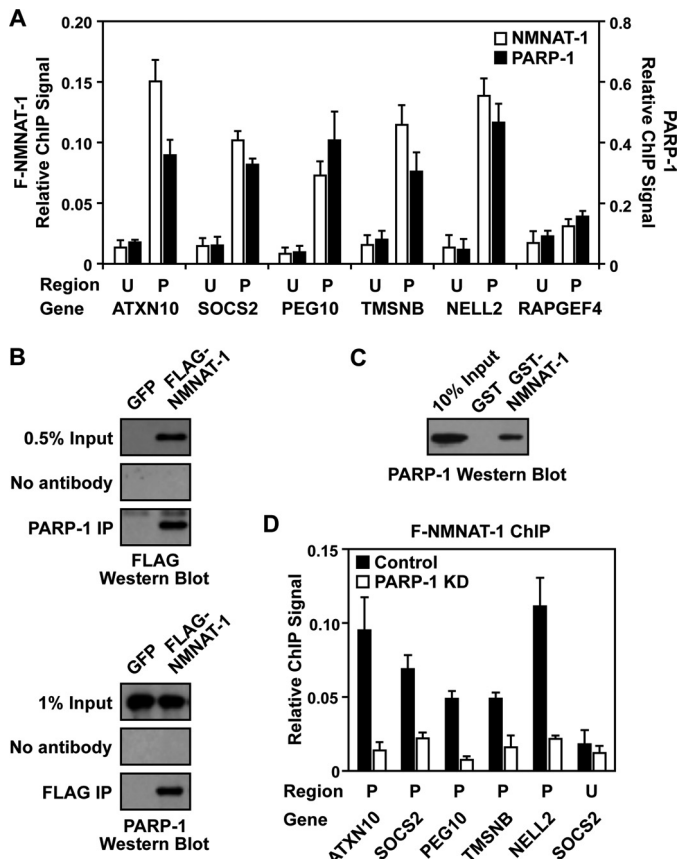 A
F-NMNAT-1
Relative ChIP Signal
0.20
0.15
0.10
0.05
0
NMNAT-1
PARP-1
0.8
0.6
0.4
0.2
0
PARP-1
Relative ChIP Signal
Region U P U P U P U P U P U P
Gene ATXN10 SOCS2 PEG10 TMSNB NELL2 RAPGEF4
B
GFP
FLAG-
NMNAT-1
0.5% Input
No antibody
PARP-1 IP
FLAG
Western Blot
GFP
FLAG-
NMNAT-1
1% Input
No antibody
FLAG IP
PARP-1
Western Blot
C
10% Input
GST
GST-
NMNAT-1
PARP-1 Western Blot
D
F-NMNAT-1 ChIP
Relative ChIP Signal
0.15
0.10
0.05
0
Control
PARP-1 KD
Region P P P P P U
Gene ATXN10 SOCS2 PEG10 TMSNB NELL2 SOCS2